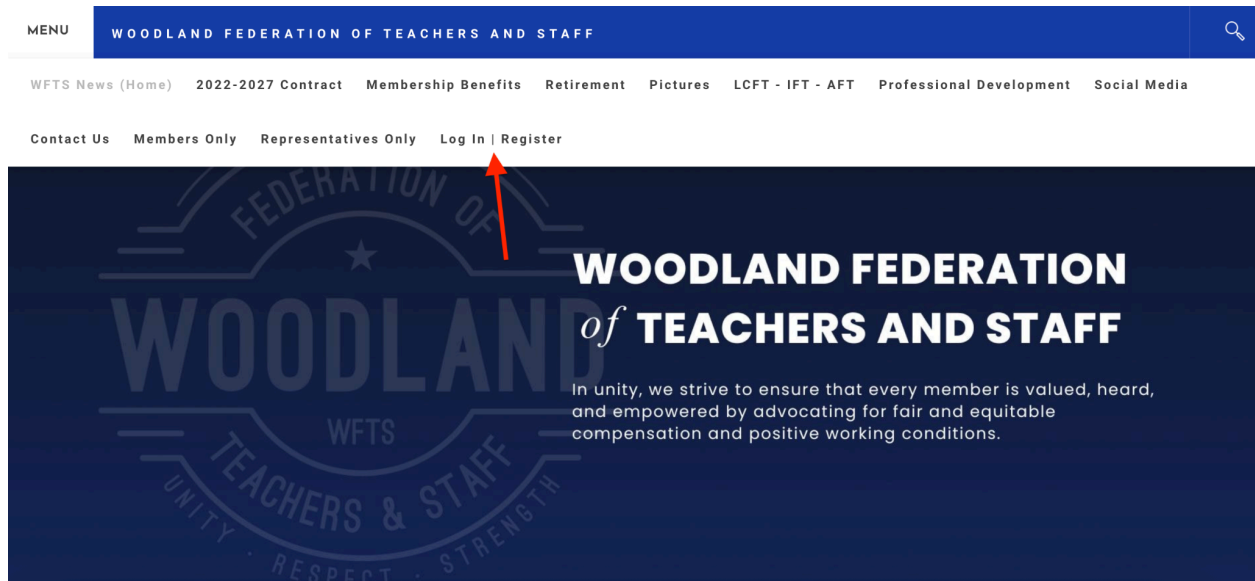 MENU
WOODLAND FEDERATION OF TEACHERS AND STAFF
WFTS News (Home) 2022-2027 Contract Membership Benefits Retirement Pictures LCFT - IFT - AFT Professional Development Social Media
Contact Us Members Only Representatives Only Log In | Register
FEDERATION OF
WOODLAND
WFTS
TEACHERS & STAFF
UNITY · RESPECT · STRENGTH
WOODLAND FEDERATION
of TEACHERS AND STAFF
In unity, we strive to ensure that every member is valued, heard,
and empowered by advocating for fair and equitable
compensation and positive working conditions.